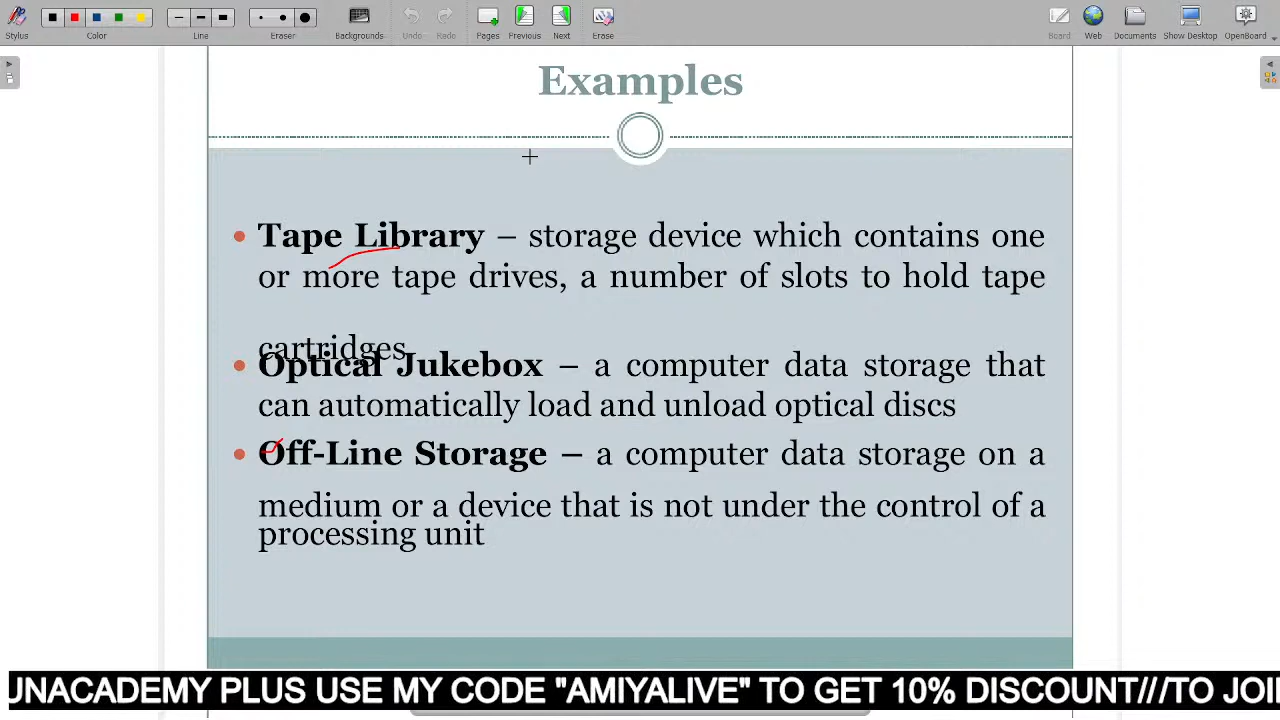 Stylus Color Line Eraser Backgrounds Undo Redo Pages Previous Next Erase Board Web Documents Show Desktop OpenBoard
Examples
• Tape Library – storage device which contains one
or more tape drives, a number of slots to hold tape
cartridges
• Optical Jukebox – a computer data storage that
can automatically load and unload optical discs
• Off-Line Storage – a computer data storage on a
medium or a device that is not under the control of a
processing unit
UNACADEMY PLUS USE MY CODE "AMIYALIVE" TO GET 10% DISCOUNT///TO JOI